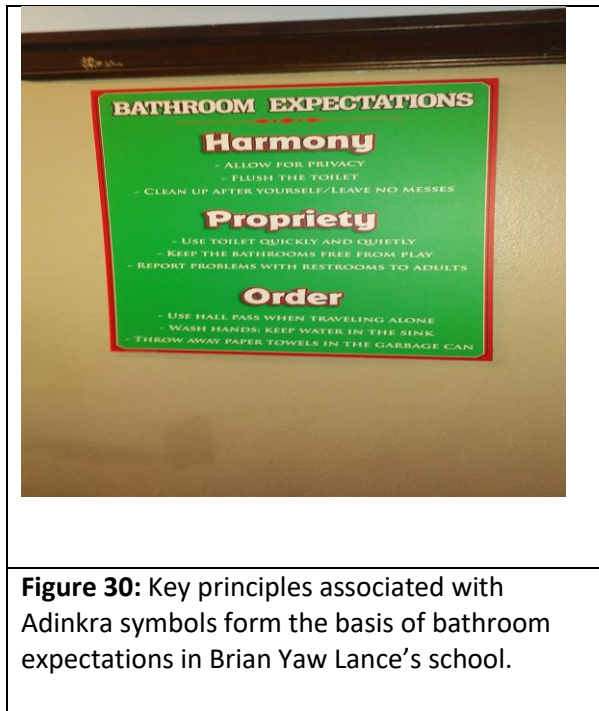 BATHROOM EXPECTATIONS
Harmony
- ALLOW FOR PRIVACY
- FLUSH THE TOILET
- CLEAN UP AFTER YOURSELF/LEAVE NO MESSES
Propriety
- USE TOILET QUICKLY AND QUIETLY
- KEEP THE BATHROOMS FREE FROM PLAY
- REPORT PROBLEMS WITH RESTROOMS TO ADULTS
Order
- USE HALL PASS WHEN TRAVELING ALONE
- WASH HANDS; KEEP WATER IN THE SINK
- THROW AWAY PAPER TOWELS IN THE GARBAGE CAN
Figure 30: Key principles associated with
Adinkra symbols form the basis of bathroom
expectations in Brian Yaw Lance’s school.